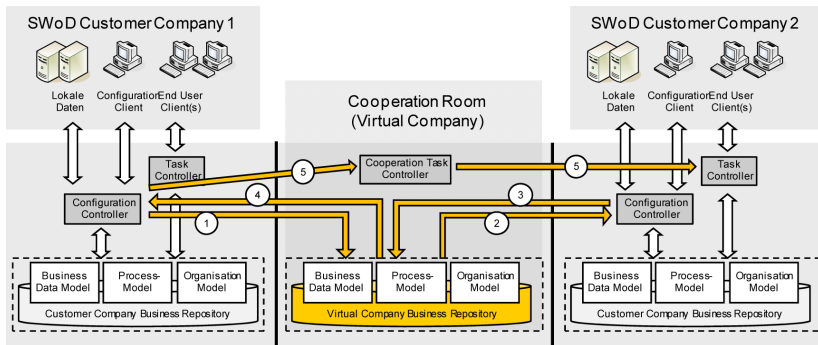 SWoD Customer Company 1
Lokale
Daten
Configuration
Client
End User
Client(s)
Task
Controller
Configuration
Controller
Business
Data Model
Process-
Model
Organisation
Model
Customer Company Business Repository
Cooperation Room
(Virtual Company)
Cooperation Task
Controller
5
5
4
3
1
2
Business
Data Model
Process-
Model
Organisation
Model
Virtual Company Business Repository
SWoD Customer Company 2
Lokale
Daten
Configuration
Client
End User
Client(s)
Task
Controller
Configuration
Controller
Business
Data Model
Process-
Model
Organisation
Model
Customer Company Business Repository